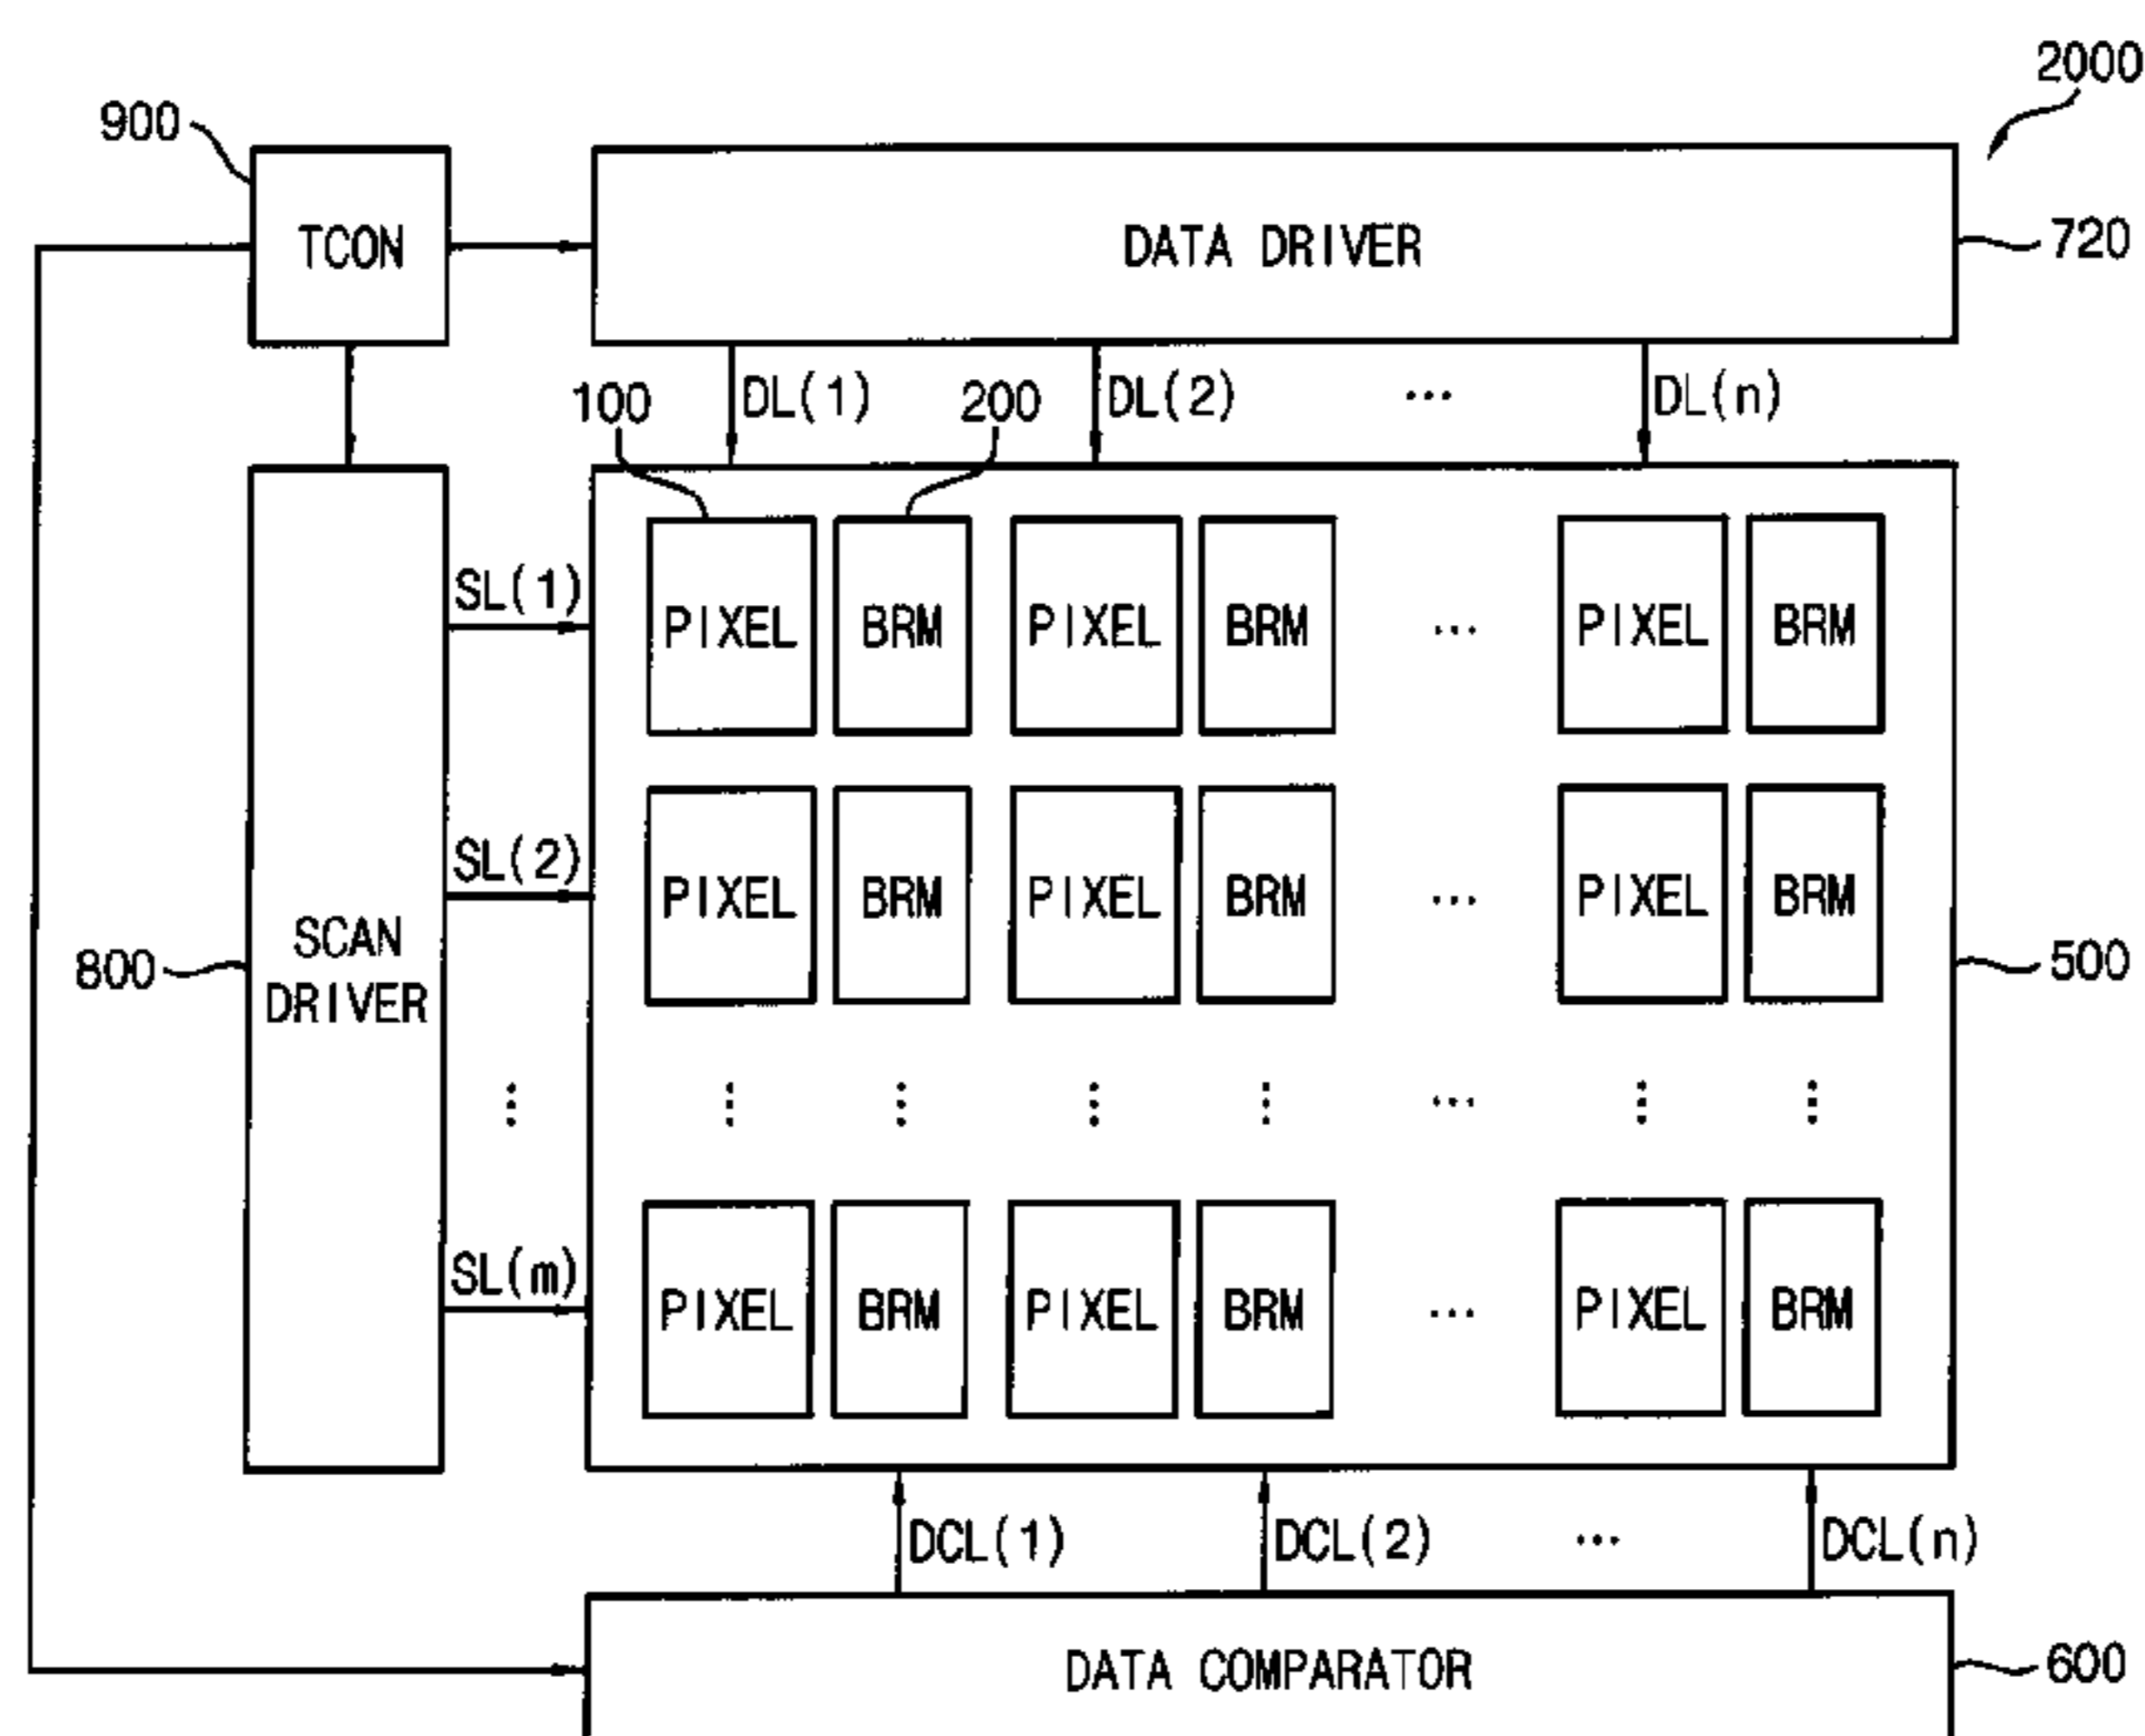 2000
900
TCON
DATA DRIVER
720
100
DL(1)
200
DL(2)
...
DL(n)
SL(1)
PIXEL BRM PIXEL BRM ... PIXEL BRM
SL(2)
PIXEL BRM PIXEL BRM ... PIXEL BRM
800
SCAN
DRIVER
500
...
SL(m)
PIXEL BRM PIXEL BRM ... PIXEL BRM
DCL(1)
DCL(2)
...
DCL(n)
DATA COMPARATOR
600